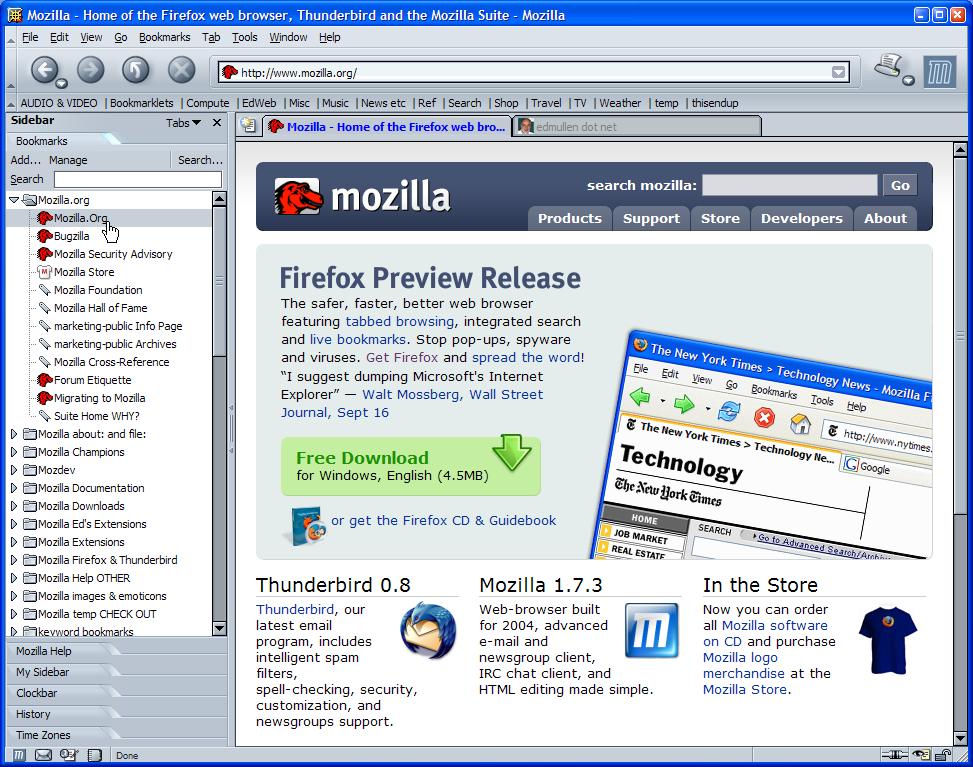 Mozilla - Home of the Firefox web browser, Thunderbird and the Mozilla Suite - Mozilla
File Edit View Go Bookmarks Tab Tools Window Help
http://www.mozilla.org/
AUDIO & VIDEO | Bookmarklets | Compute | EdWeb | Misc | Music | News etc | Ref | Search | Shop | Travel | TV | Weather | temp | thisendup
Sidebar
Tabs
Bookmarks
Add... Manage Search...
Search
Mozilla.org
Mozilla.Org
Bugzilla
Mozilla Security Advisory
Mozilla Store
Mozilla Foundation
Mozilla Hall of Fame
marketing-public Info Page
marketing-public Archives
Mozilla Cross-Reference
Forum Etiquette
Migrating to Mozilla
Suite Home WHY?
Mozilla about: and file:
Mozilla Champions
Mozdev
Mozilla Documentation
Mozilla Downloads
Mozilla Ed's Extensions
Mozilla Extensions
Mozilla Firefox & Thunderbird
Mozilla Help OTHER
Mozilla images & emoticons
Mozilla temp CHECK OUT
keyword bookmarks
Mozilla Help
My Sidebar
Clockbar
History
Time Zones
Mozilla - Home of the Firefox web bro...
edmullen dot net
mozilla
search mozilla:
Go
Products Support Store Developers About
Firefox Preview Release
The safer, faster, better web browser
featuring tabbed browsing, integrated search
and live bookmarks. Stop pop-ups, spyware
and viruses. Get Firefox and spread the word!
“I suggest dumping Microsoft's Internet
Explorer” — Walt Mossberg, Wall Street
Journal, Sept 16
Free Download
for Windows, English (4.5MB)
or get the Firefox CD & Guidebook
The New York Times > Technology News - Mozilla F
File Edit View Go Bookmarks Tools Help
http://www.nytimes.
The New York Times > Technology Ne...
Google
Technology
The New York Times
HOME
JOB MARKET
REAL ESTATE
SEARCH
Go to Advanced Search/Archi
Thunderbird 0.8
Thunderbird, our
latest email
program, includes
intelligent spam
filters,
spell-checking, security,
customization, and
newsgroups support.
Mozilla 1.7.3
Web-browser built
for 2004, advanced
e-mail and
newsgroup client,
IRC chat client, and
HTML editing made simple.
In the Store
Now you can order
all Mozilla software
on CD and purchase
Mozilla logo
merchandise at the
Mozilla Store.
Done